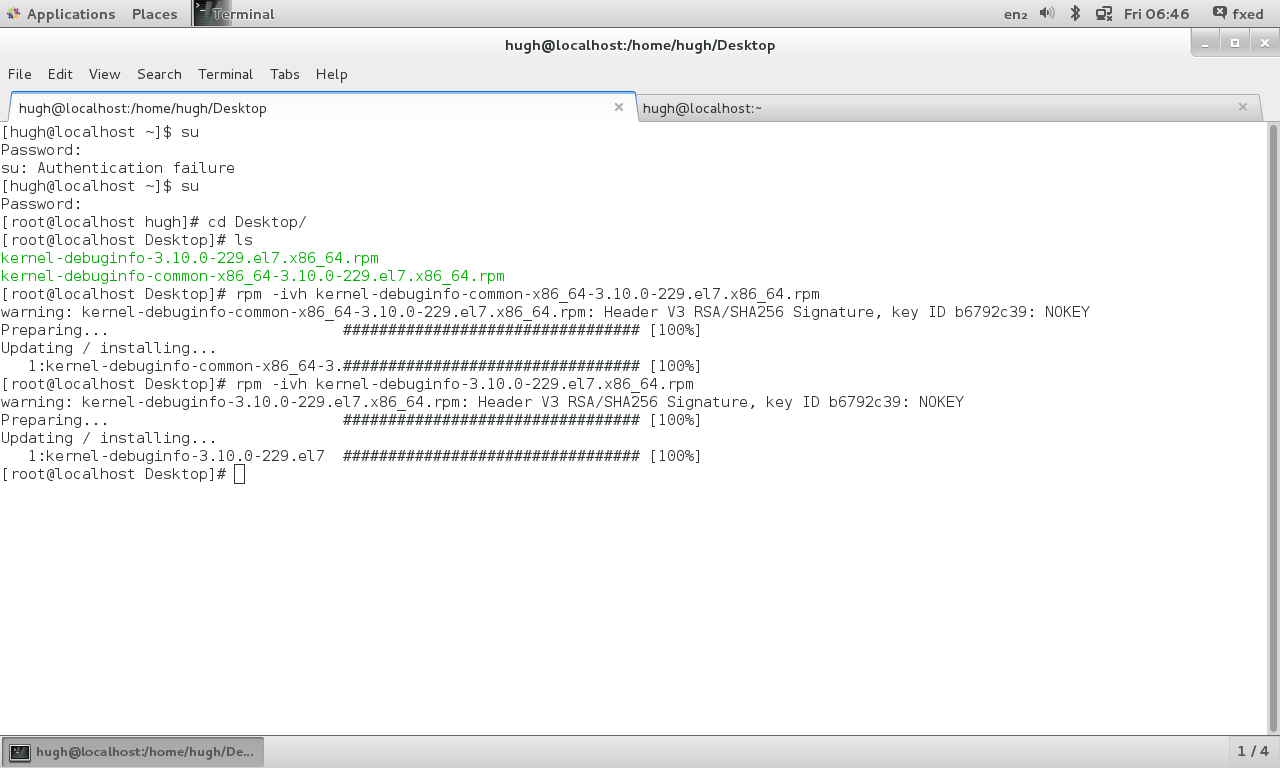 Applications Places Terminal en₂ Fri 06:46 fxed
hugh@localhost:/home/hugh/Desktop
File Edit View Search Terminal Tabs Help
hugh@localhost:/home/hugh/Desktop hugh@localhost:~
[hugh@localhost ~]$ su
Password:
su: Authentication failure
[hugh@localhost ~]$ su
Password:
[root@localhost hugh]# cd Desktop/
[root@localhost Desktop]# ls
kernel-debuginfo-3.10.0-229.el7.x86_64.rpm
kernel-debuginfo-common-x86_64-3.10.0-229.el7.x86_64.rpm
[root@localhost Desktop]# rpm -ivh kernel-debuginfo-common-x86_64-3.10.0-229.el7.x86_64.rpm
warning: kernel-debuginfo-common-x86_64-3.10.0-229.el7.x86_64.rpm: Header V3 RSA/SHA256 Signature, key ID b6792c39: NOKEY
Preparing... ################################# [100%]
Updating / installing...
1:kernel-debuginfo-common-x86_64-3.################################# [100%]
[root@localhost Desktop]# rpm -ivh kernel-debuginfo-3.10.0-229.el7.x86_64.rpm
warning: kernel-debuginfo-3.10.0-229.el7.x86_64.rpm: Header V3 RSA/SHA256 Signature, key ID b6792c39: NOKEY
Preparing... ################################# [100%]
Updating / installing...
1:kernel-debuginfo-3.10.0-229.el7 ################################# [100%]
[root@localhost Desktop]#
hugh@localhost:/home/hugh/De... 1 / 4